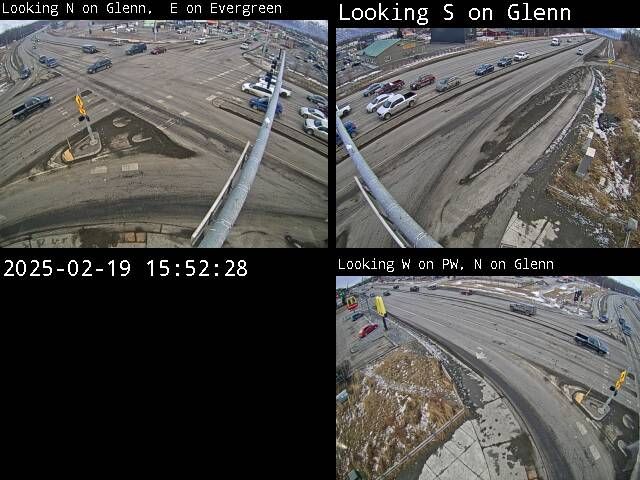 Looking N on Glenn,  E on Evergreen
Looking S on Glenn
2025-02-19 15:52:28
Looking W on PW, N on Glenn